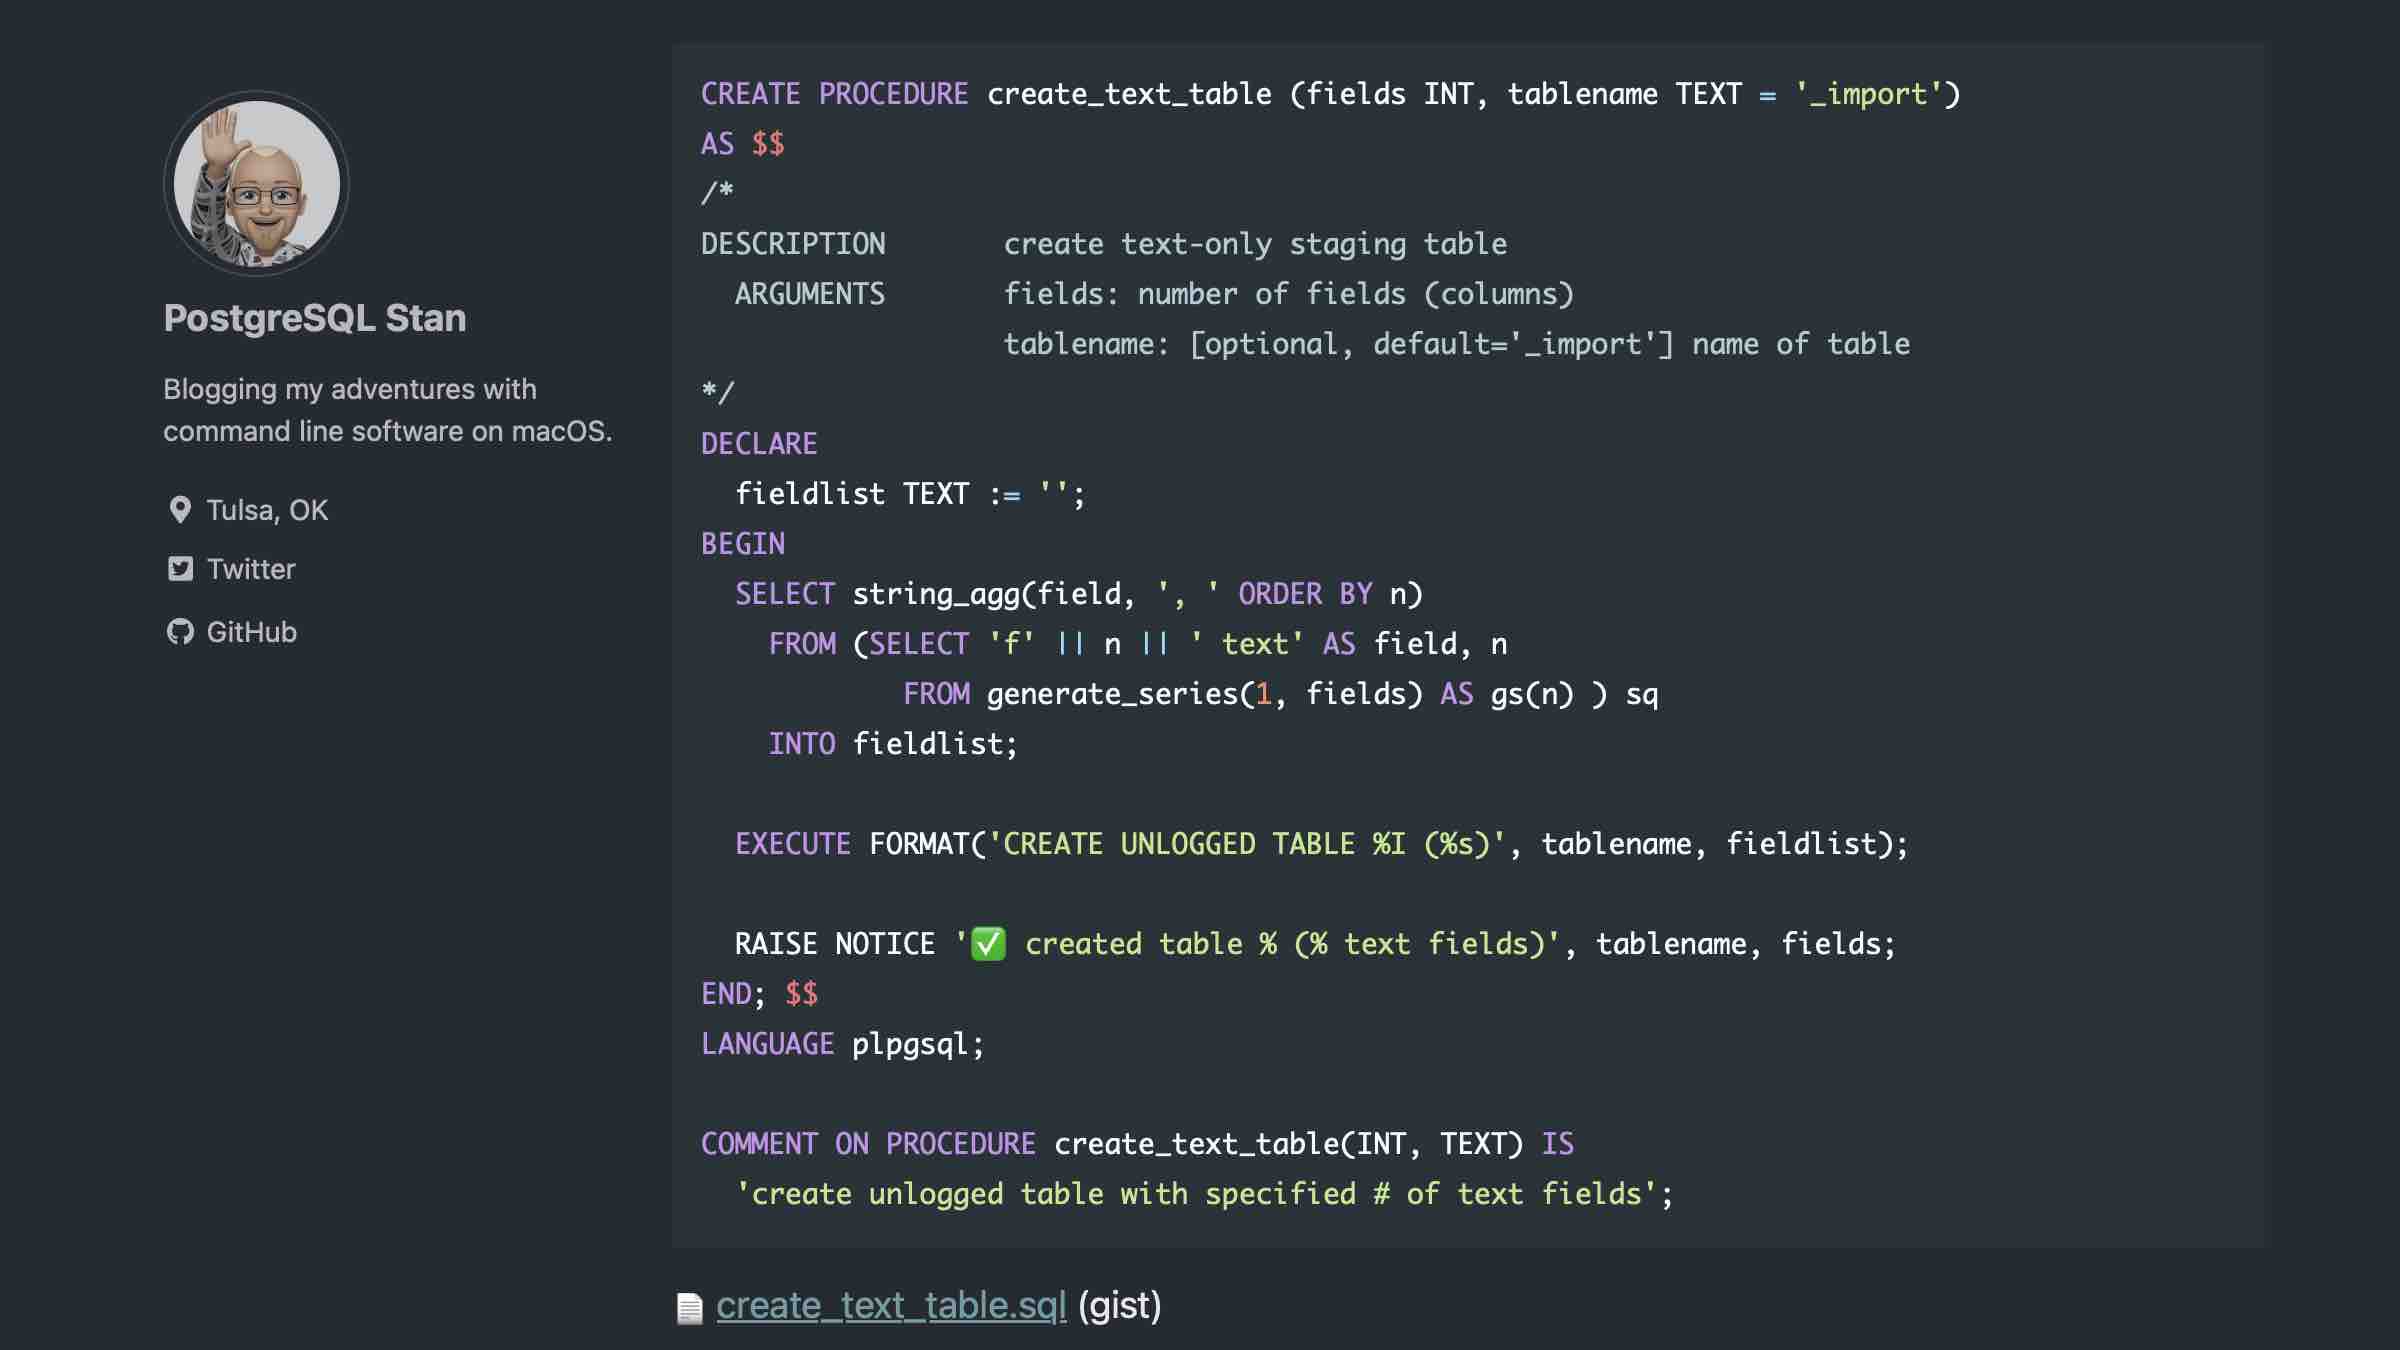 PostgreSQL Stan
Blogging my adventures with
command line software on macOS.
Tulsa, OK
Twitter
GitHub
CREATE PROCEDURE create_text_table (fields INT, tablename TEXT = '_import')
AS $$
/*
DESCRIPTION       create text-only staging table
  ARGUMENTS       fields: number of fields (columns)
                  tablename: [optional, default='_import'] name of table
*/
DECLARE
  fieldlist TEXT := '';
BEGIN
  SELECT string_agg(field, ', ' ORDER BY n)
    FROM (SELECT 'f' || n || ' text' AS field, n
            FROM generate_series(1, fields) AS gs(n) ) sq
    INTO fieldlist;
  EXECUTE FORMAT('CREATE UNLOGGED TABLE %I (%s)', tablename, fieldlist);
  RAISE NOTICE '✅ created table % (% text fields)', tablename, fields;
END; $$
LANGUAGE plpgsql;
COMMENT ON PROCEDURE create_text_table(INT, TEXT) IS
  'create unlogged table with specified # of text fields';
create_text_table.sql (gist)